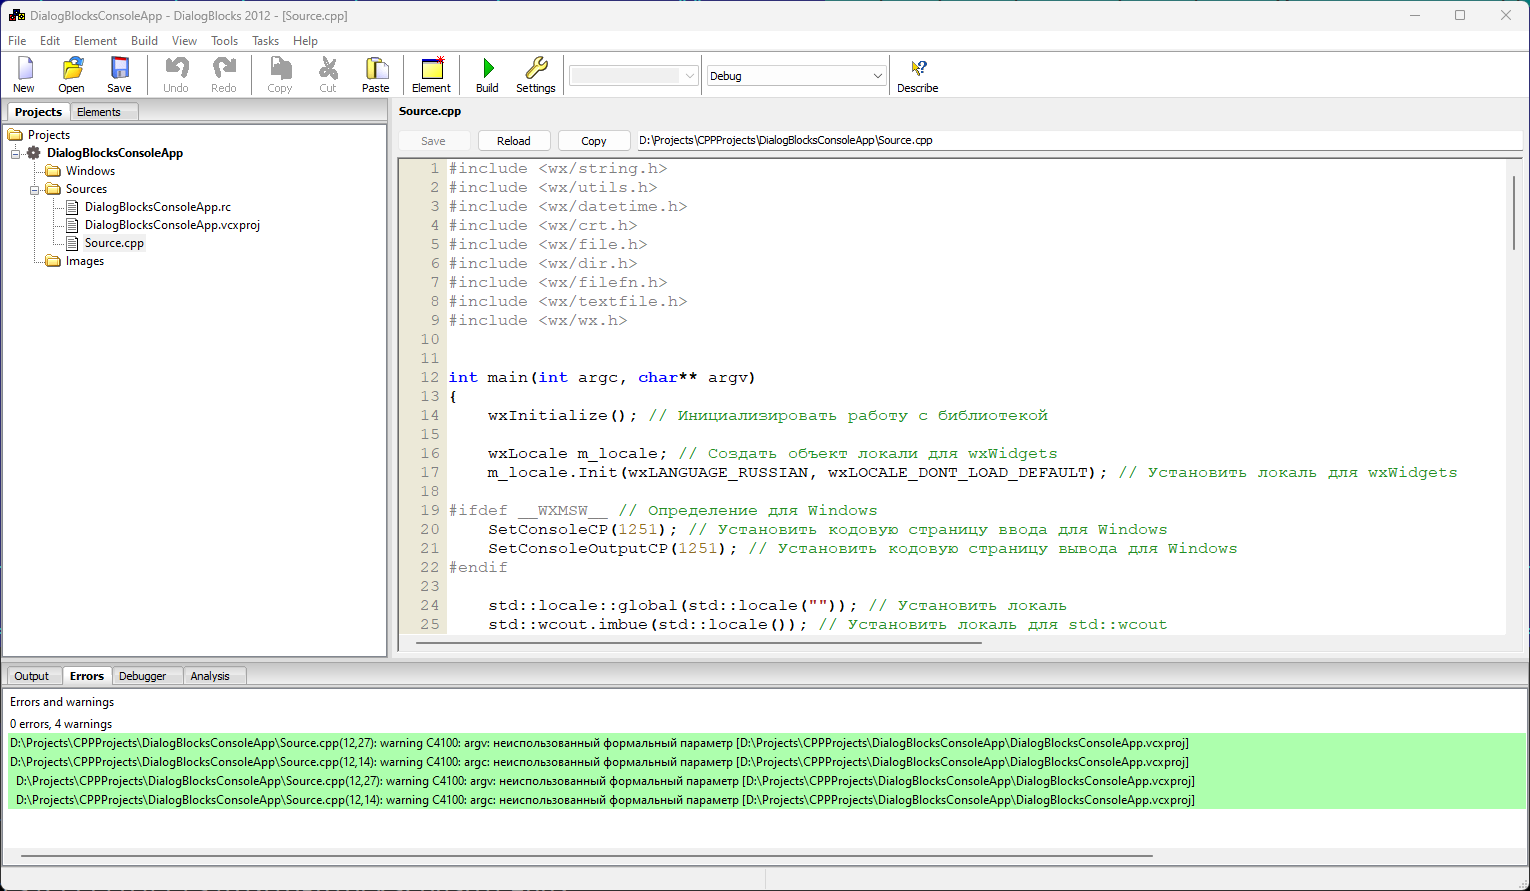 DialogBlocksConsoleApp - DialogBlocks 2012 - [Source.cpp]
File Edit Element Build View Tools Tasks Help
New Open Save Undo Redo Copy Cut Paste Element Build Settings Debug Describe
Projects Elements
Projects
DialogBlocksConsoleApp
Windows
Sources
DialogBlocksConsoleApp.rc
DialogBlocksConsoleApp.vcxproj
Source.cpp
Images
Source.cpp
Save Reload Copy D:\Projects\CPPProjects\DialogBlocksConsoleApp\Source.cpp
1 #include <wx/string.h>
2 #include <wx/utils.h>
3 #include <wx/datetime.h>
4 #include <wx/crt.h>
5 #include <wx/file.h>
6 #include <wx/dir.h>
7 #include <wx/filefn.h>
8 #include <wx/textfile.h>
9 #include <wx/wx.h>
10
11
12 int main(int argc, char** argv)
13 {
14 wxInitialize(); // Инициализировать работу с библиотекой
15
16 wxLocale m_locale; // Создать объект локали для wxWidgets
17 m_locale.Init(wxLANGUAGE_RUSSIAN, wxLOCALE_DONT_LOAD_DEFAULT); // Установить локаль для wxWidgets
18
19 #ifdef __WXMSW__ // Определение для Windows
20 SetConsoleCP(1251); // Установить кодовую страницу ввода для Windows
21 SetConsoleOutputCP(1251); // Установить кодовую страницу вывода для Windows
22 #endif
23
24 std::locale::global(std::locale("")); // Установить локаль
25 std::wcout.imbue(std::locale()); // Установить локаль для std::wcout
Output Errors Debugger Analysis
Errors and warnings
0 errors, 4 warnings
D:\Projects\CPPProjects\DialogBlocksConsoleApp\Source.cpp(12,27): warning C4100: argv: неиспользованный формальный параметр [D:\Projects\CPPProjects\DialogBlocksConsoleApp\DialogBlocksConsoleApp.vcxproj]
D:\Projects\CPPProjects\DialogBlocksConsoleApp\Source.cpp(12,14): warning C4100: argc: неиспользованный формальный параметр [D:\Projects\CPPProjects\DialogBlocksConsoleApp\DialogBlocksConsoleApp.vcxproj]
D:\Projects\CPPProjects\DialogBlocksConsoleApp\Source.cpp(12,27): warning C4100: argv: неиспользованный формальный параметр [D:\Projects\CPPProjects\DialogBlocksConsoleApp\DialogBlocksConsoleApp.vcxproj]
D:\Projects\CPPProjects\DialogBlocksConsoleApp\Source.cpp(12,14): warning C4100: argc: неиспользованный формальный параметр [D:\Projects\CPPProjects\DialogBlocksConsoleApp\DialogBlocksConsoleApp.vcxproj]